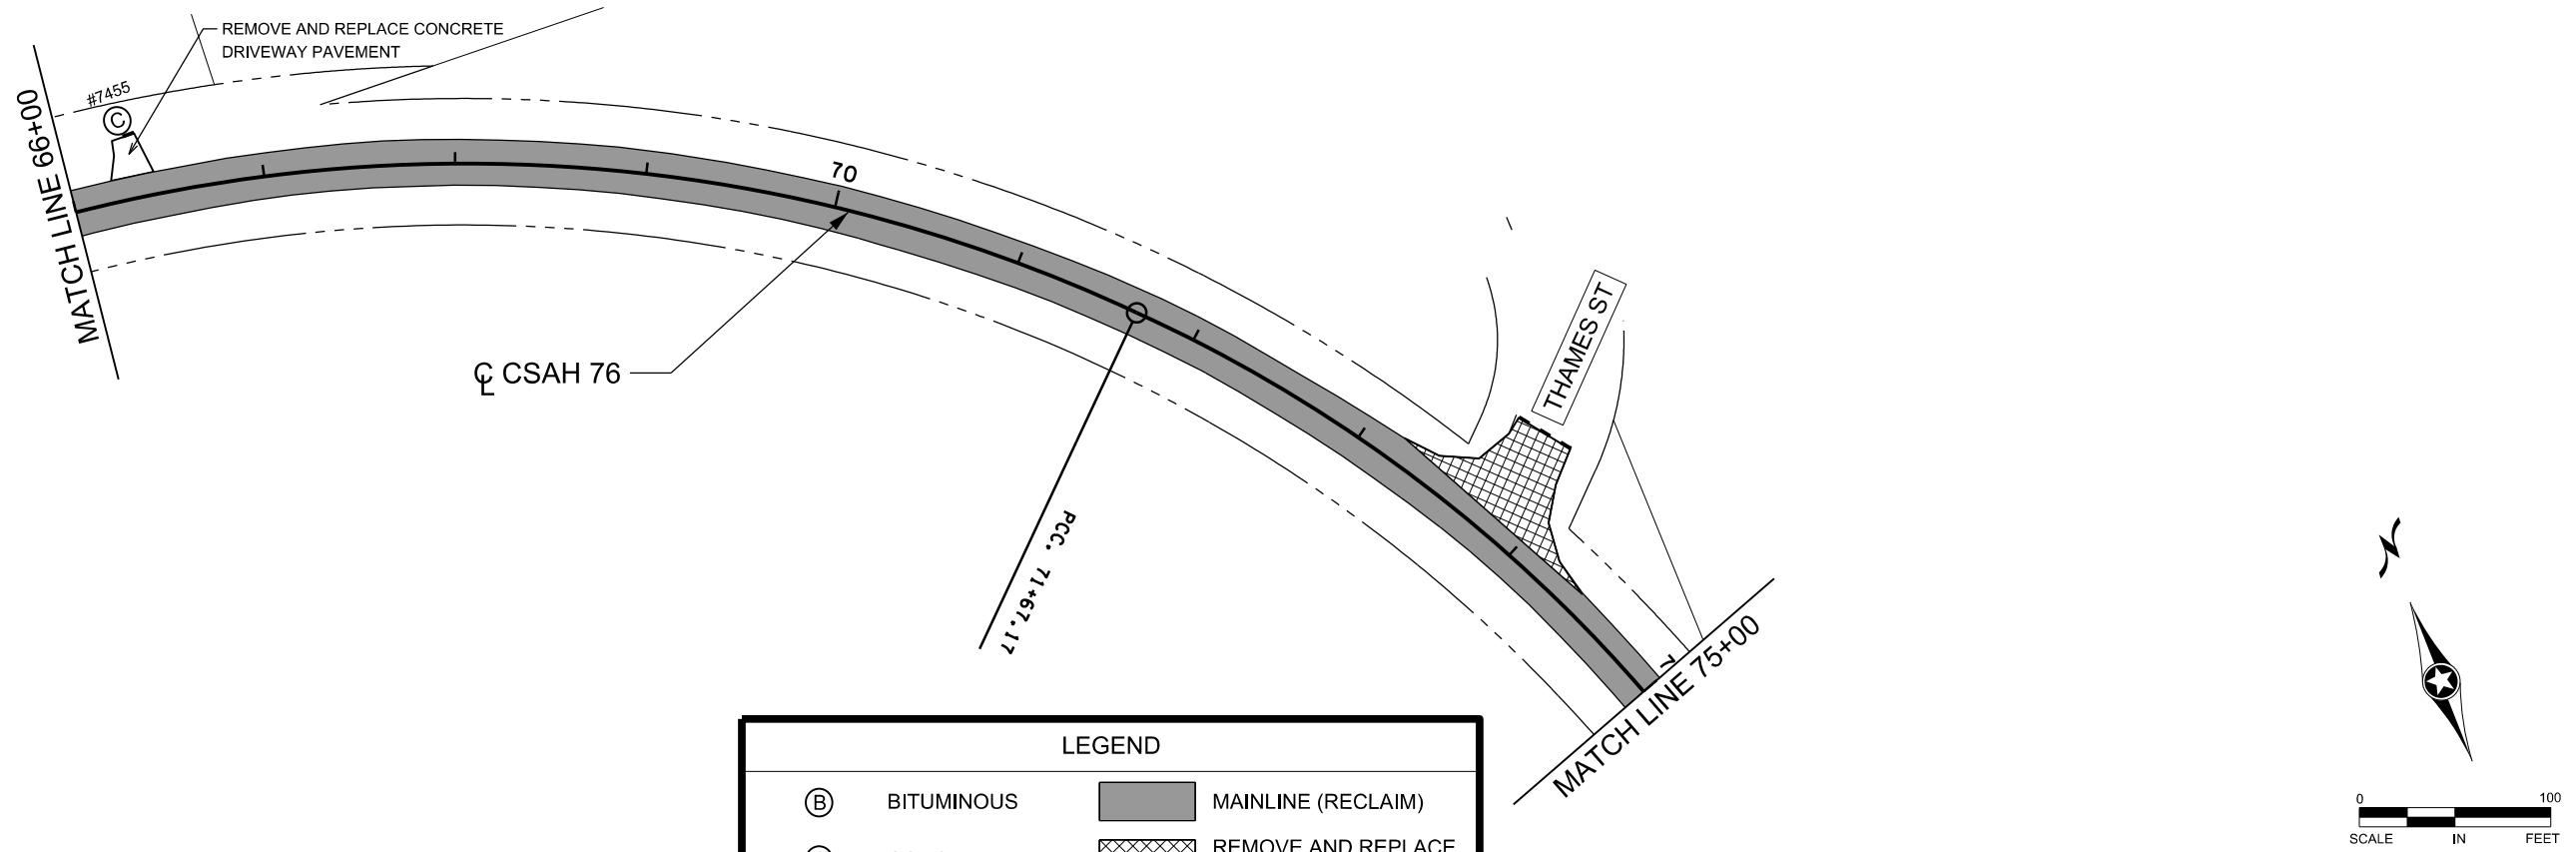 REMOVE AND REPLACE CONCRETE
DRIVEWAY PAVEMENT
#7455
C
MATCH LINE 66+00
70
℄ CSAH 76
PCC. 71+67.17
THAMES ST
MATCH LINE 75+00
LEGEND
B BITUMINOUS
MAINLINE (RECLAIM)
REMOVE AND REPLACE
0 100
SCALE IN FEET